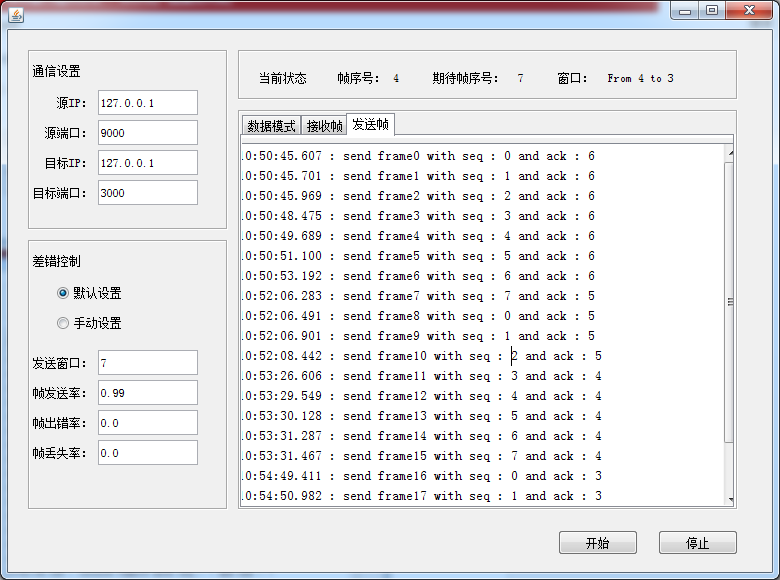 通信设置
源IP: 127.0.0.1
源端口: 9000
目标IP: 127.0.0.1
目标端口: 3000
差错控制
默认设置
手动设置
发送窗口: 7
帧发送率: 0.99
帧出错率: 0.0
帧丢失率: 0.0
当前状态 帧序号: 4 期待帧序号: 7 窗口: From 4 to 3
数据模式 接收帧 发送帧
0:50:45.607 : send frame0 with seq : 0 and ack : 6
0:50:45.701 : send frame1 with seq : 1 and ack : 6
0:50:45.969 : send frame2 with seq : 2 and ack : 6
0:50:48.475 : send frame3 with seq : 3 and ack : 6
0:50:49.689 : send frame4 with seq : 4 and ack : 6
0:50:51.100 : send frame5 with seq : 5 and ack : 6
0:50:53.192 : send frame6 with seq : 6 and ack : 6
0:52:06.283 : send frame7 with seq : 7 and ack : 5
0:52:06.491 : send frame8 with seq : 0 and ack : 5
0:52:06.901 : send frame9 with seq : 1 and ack : 5
0:52:08.442 : send frame10 with seq : 2 and ack : 5
0:53:26.606 : send frame11 with seq : 3 and ack : 4
0:53:29.549 : send frame12 with seq : 4 and ack : 4
0:53:30.128 : send frame13 with seq : 5 and ack : 4
0:53:31.287 : send frame14 with seq : 6 and ack : 4
0:53:31.467 : send frame15 with seq : 7 and ack : 4
0:54:49.411 : send frame16 with seq : 0 and ack : 3
0:54:50.982 : send frame17 with seq : 1 and ack : 3
开始 停止